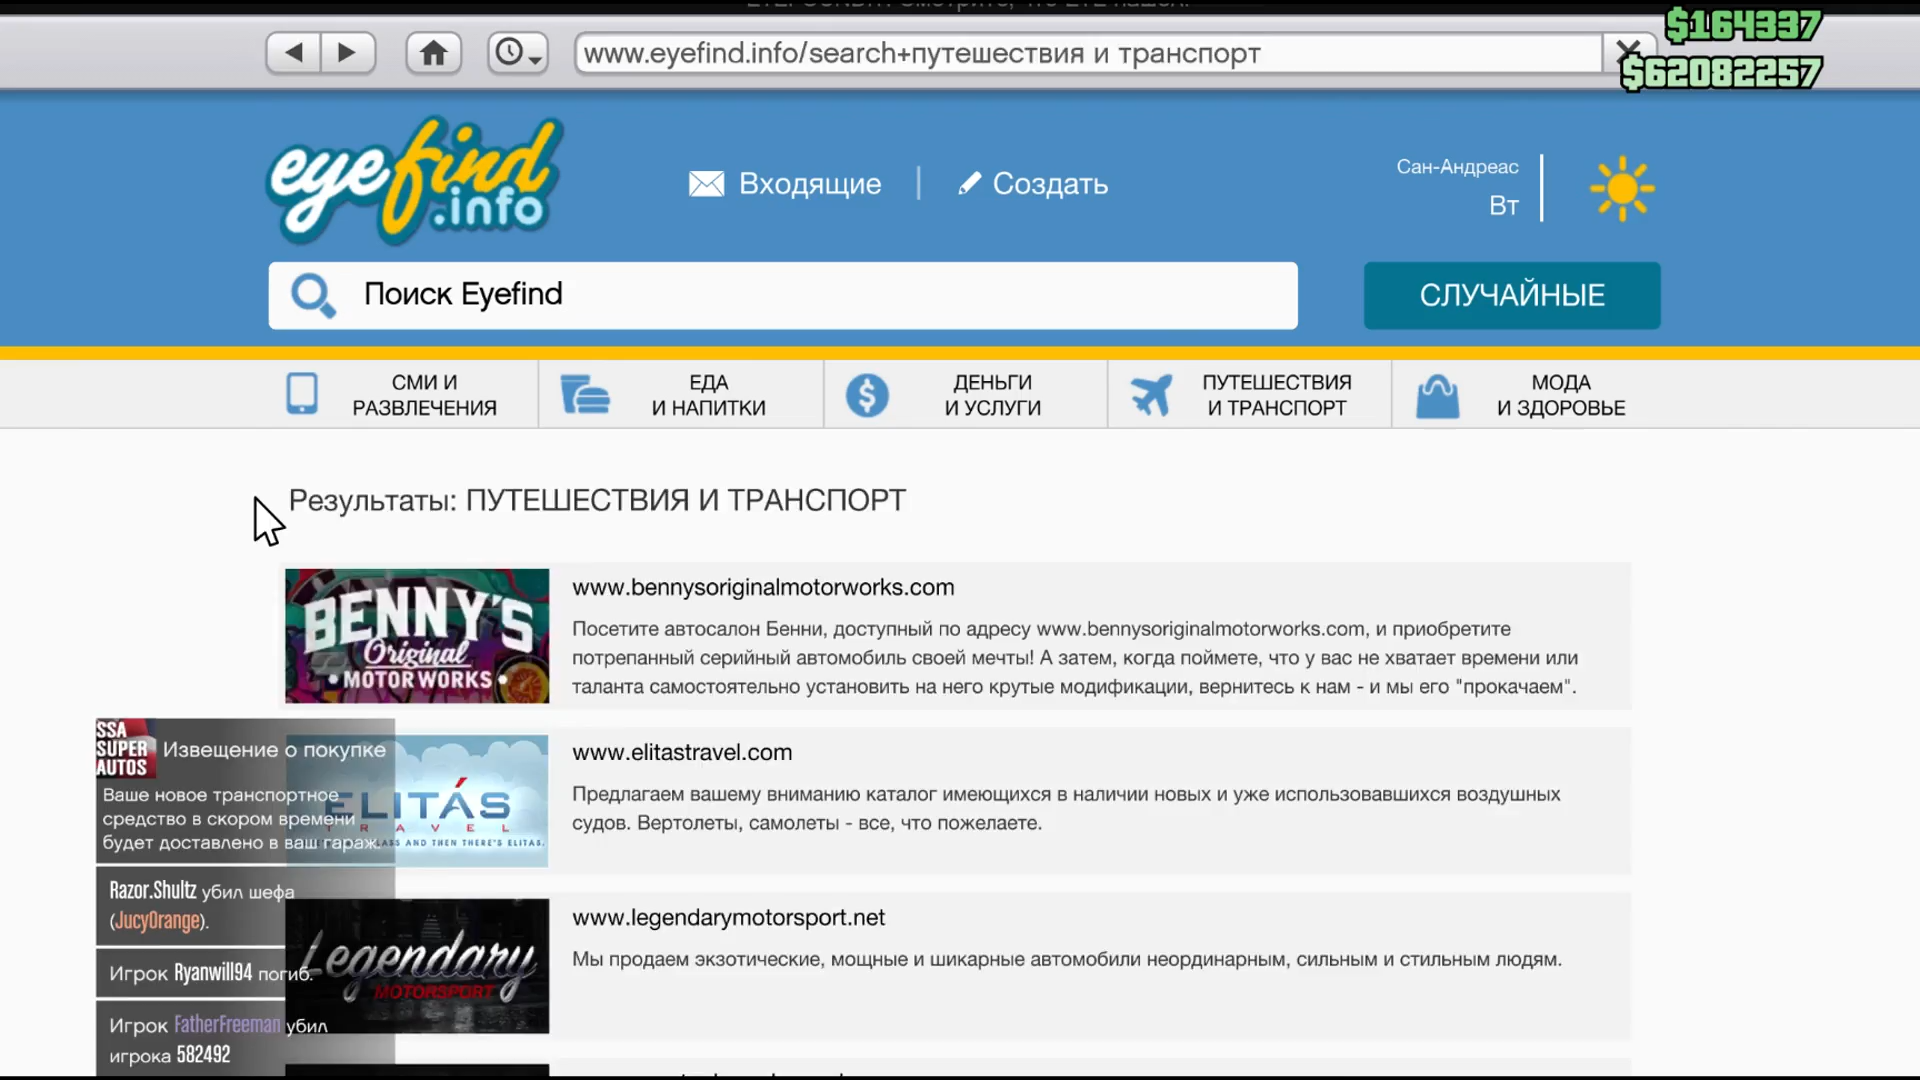 www.eyefind.info/search+путешествия и транспорт
$164337
$62082257
eyefind
.info
Входящие
Создать
Сан-Андреас
Вт
Поиск Eyefind
СЛУЧАЙНЫЕ
СМИ И
РАЗВЛЕЧЕНИЯ
ЕДА
И НАПИТКИ
ДЕНЬГИ
И УСЛУГИ
ПУТЕШЕСТВИЯ
И ТРАНСПОРТ
МОДА
И ЗДОРОВЬЕ
Результаты: ПУТЕШЕСТВИЯ И ТРАНСПОРТ
BENNY'S
Original
• MOTOR WORKS •
www.bennysoriginalmotorworks.com
Посетите автосалон Бенни, доступный по адресу www.bennysoriginalmotorworks.com, и приобретите
потрепанный серийный автомобиль своей мечты! А затем, когда поймете, что у вас не хватает времени или
таланта самостоятельно установить на него крутые модификации, вернитесь к нам - и мы его "прокачаем".
ELITÁS
TRAVEL
AND THEN THERE'S ELITAS.
www.elitastravel.com
Предлагаем вашему вниманию каталог имеющихся в наличии новых и уже использовавшихся воздушных
судов. Вертолеты, самолеты - все, что пожелаете.
Legendary
MOTORSPORT
www.legendarymotorsport.net
Мы продаем экзотические, мощные и шикарные автомобили неординарным, сильным и стильным людям.
SSA
SUPER
AUTOS
Извещение о покупке
Ваше новое транспортное
средство в скором времени
будет доставлено в ваш гараж.
Razor.Shultz убил шефа
(JucyOrange).
Игрок Ryanwill94 погиб.
Игрок FatherFreeman убил
игрока 582492